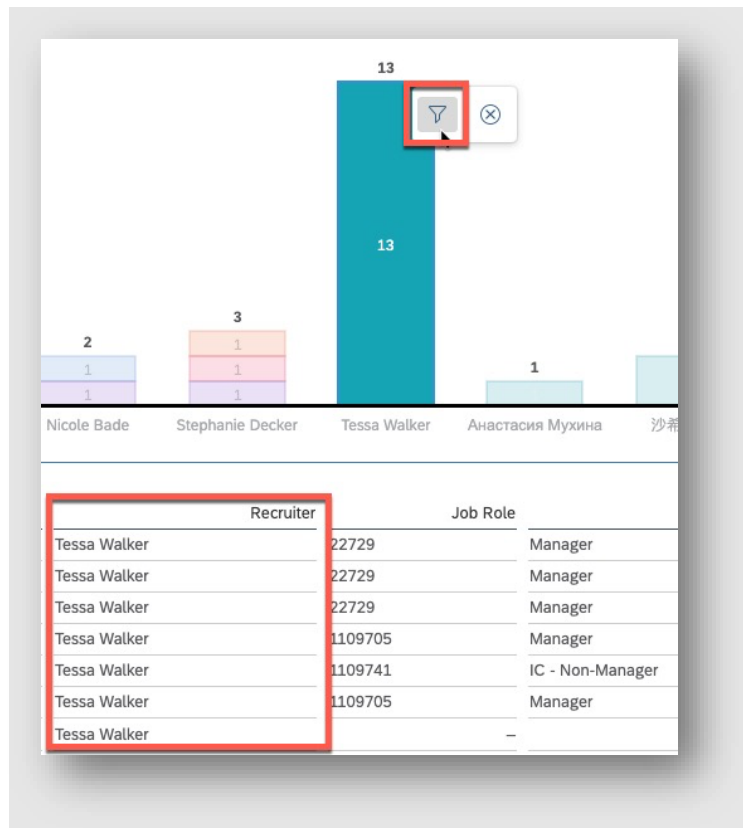 13
13
3
2
1
1
1
1
1
1
Nicole Bade Stephanie Decker Tessa Walker Анастасия Мухина 沙希
Recruiter Job Role
Tessa Walker 22729 Manager
Tessa Walker 22729 Manager
Tessa Walker 22729 Manager
Tessa Walker 1109705 Manager
Tessa Walker 1109741 IC - Non-Manager
Tessa Walker 1109705 Manager
Tessa Walker –